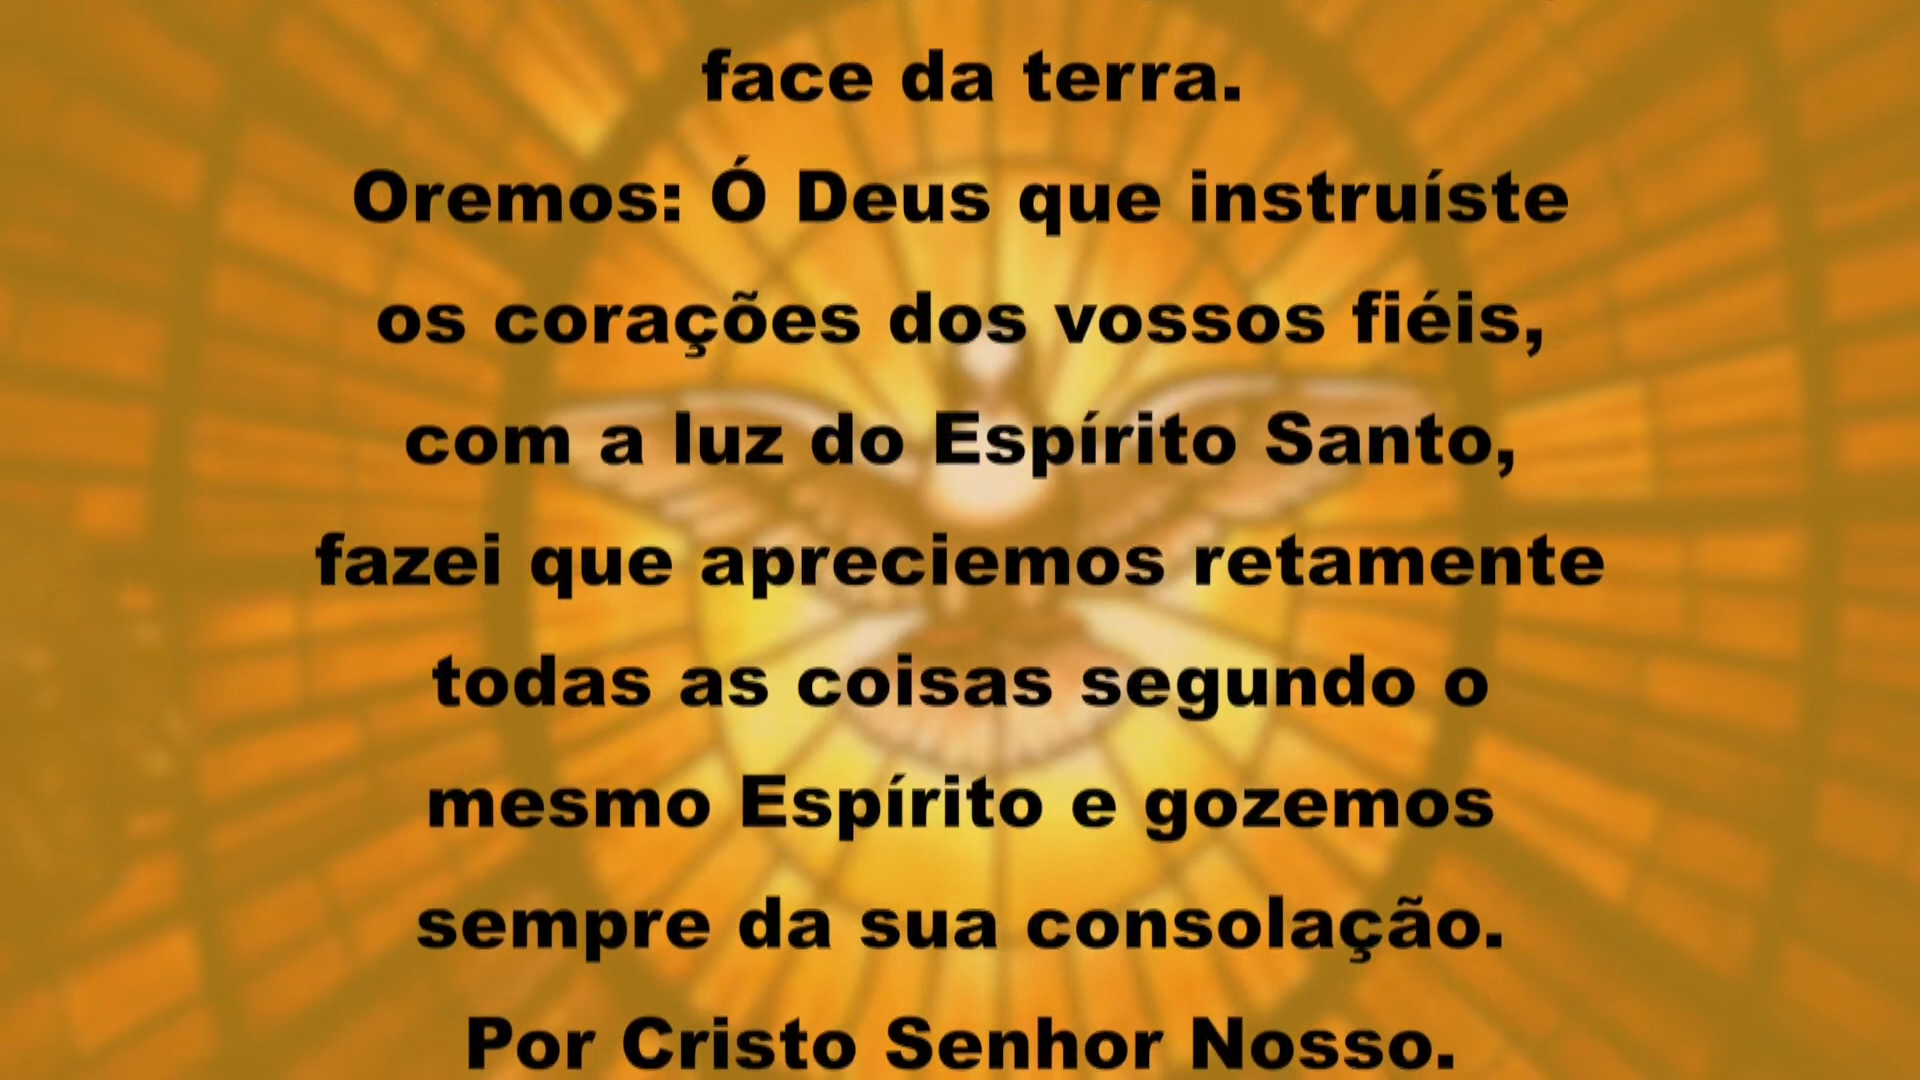 face da terra.
Oremos: Ó Deus que instruíste
os corações dos vossos fiéis,
com a luz do Espírito Santo,
fazei que apreciemos retamente
todas as coisas segundo o
mesmo Espírito e gozemos
sempre da sua consolação.
Por Cristo Senhor Nosso.